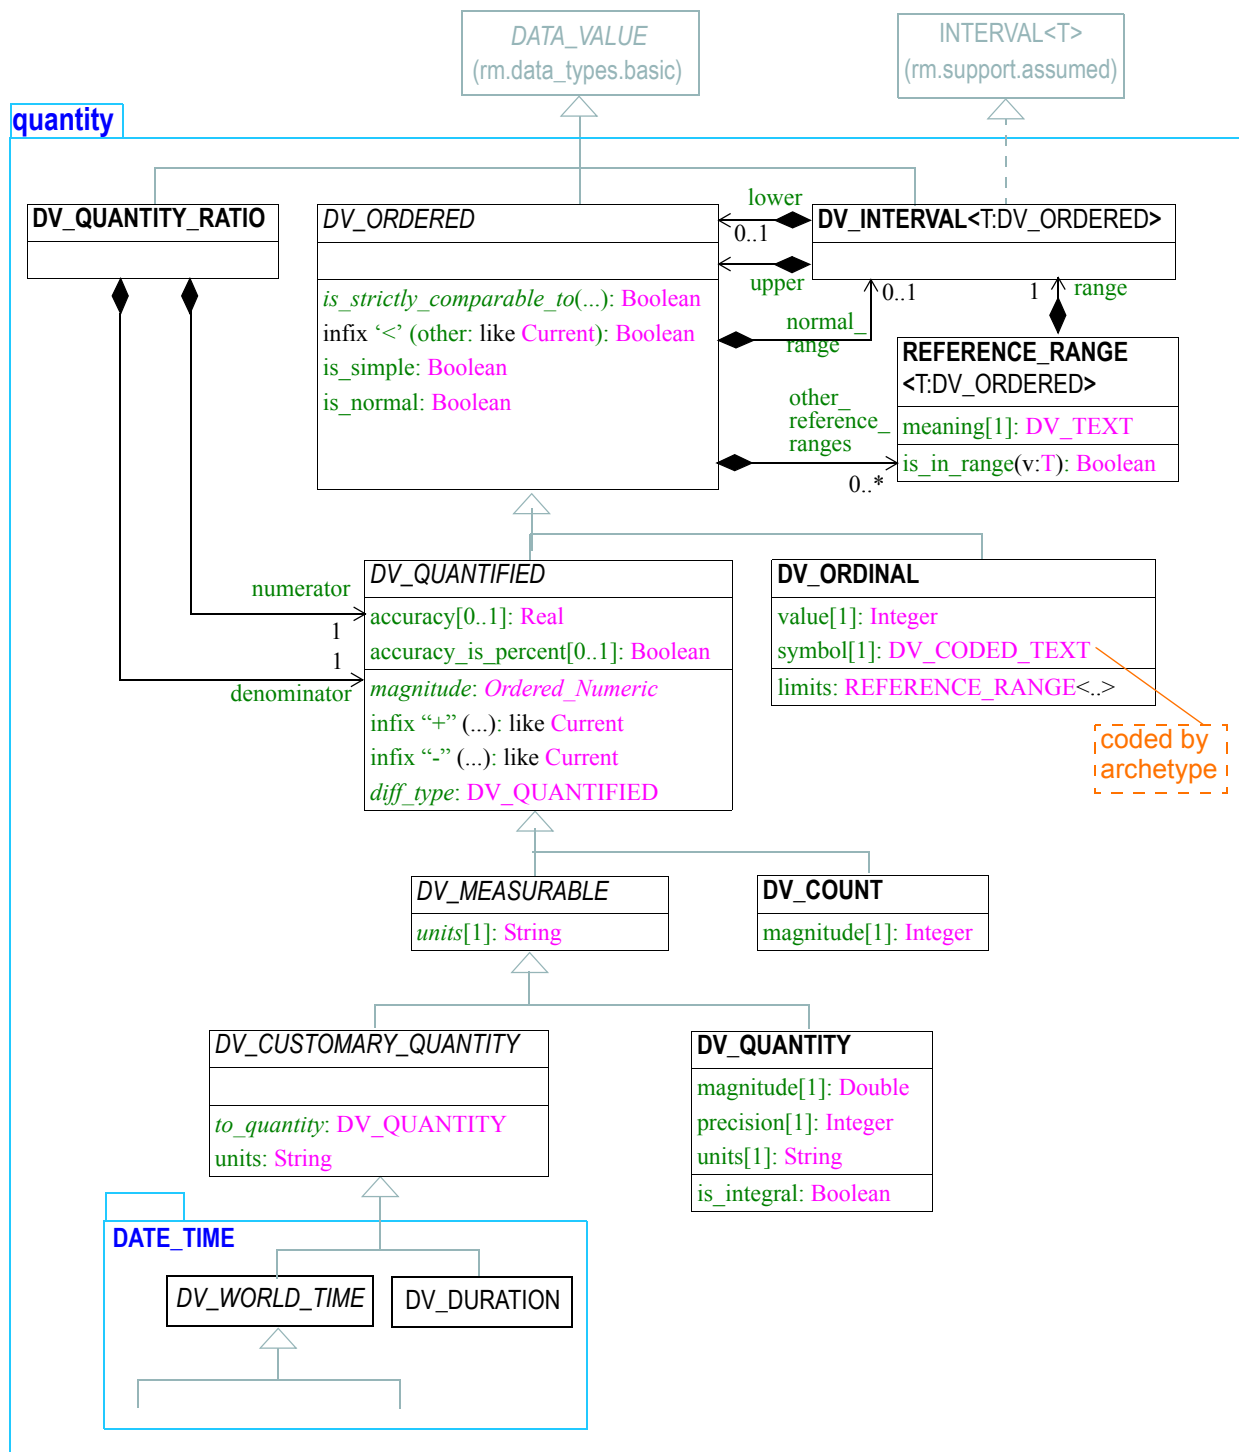 DATA_VALUE
(rm.data_types.basic)
INTERVAL<T>
(rm.support.assumed)
quantity
DV_QUANTITY_RATIO
DV_ORDERED
is_strictly_comparable_to(...): Boolean
infix ‘<’ (other: like Current): Boolean
is_simple: Boolean
is_normal: Boolean
lower
0..1
upper
DV_INTERVAL<T:DV_ORDERED>
normal_
range
0..1
1
range
other_
reference_
ranges
0..*
REFERENCE_RANGE
<T:DV_ORDERED>
meaning[1]: DV_TEXT
is_in_range(v:T): Boolean
numerator
1
1
denominator
DV_QUANTIFIED
accuracy[0..1]: Real
accuracy_is_percent[0..1]: Boolean
magnitude: Ordered_Numeric
infix “+” (...): like Current
infix “-” (...): like Current
diff_type: DV_QUANTIFIED
DV_ORDINAL
value[1]: Integer
symbol[1]: DV_CODED_TEXT
limits: REFERENCE_RANGE<..>
coded by
archetype
DV_MEASURABLE
units[1]: String
DV_COUNT
magnitude[1]: Integer
DV_CUSTOMARY_QUANTITY
to_quantity: DV_QUANTITY
units: String
DV_QUANTITY
magnitude[1]: Double
precision[1]: Integer
units[1]: String
is_integral: Boolean
DATE_TIME
DV_WORLD_TIME
DV_DURATION